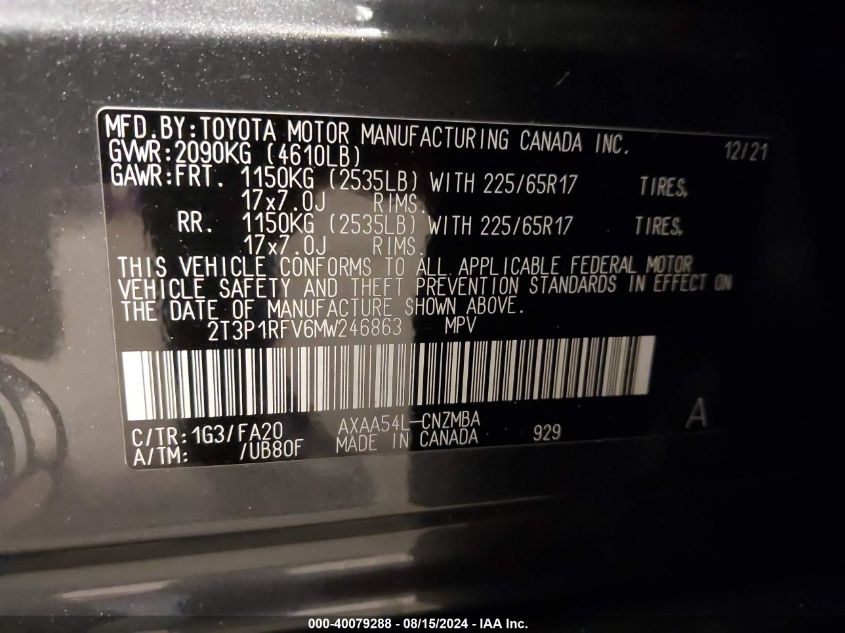 MFD.BY:TOYOTA MOTOR MANUFACTURING CANADA INC. 12/21
GVWR:2090KG (4610LB)
GAWR:FRT. 1150KG (2535LB) WITH 225/65R17 TIRES,
17x7.0J RIMS.
RR. 1150KG (2535LB) WITH 225/65R17 TIRES,
17x7.0J RIMS.
THIS VEHICLE CONFORMS TO ALL APPLICABLE FEDERAL MOTOR
VEHICLE SAFETY AND THEFT PREVENTION STANDARDS IN EFFECT ON
THE DATE OF MANUFACTURE SHOWN ABOVE.
2T3P1RFV6MW246863 MPV
C/TR:1G3/FA20 AXAA54L-CNZMBA A
A/TM: /UB80F MADE IN CANADA 929
000-40079288 - 08/15/2024 - IAA Inc.